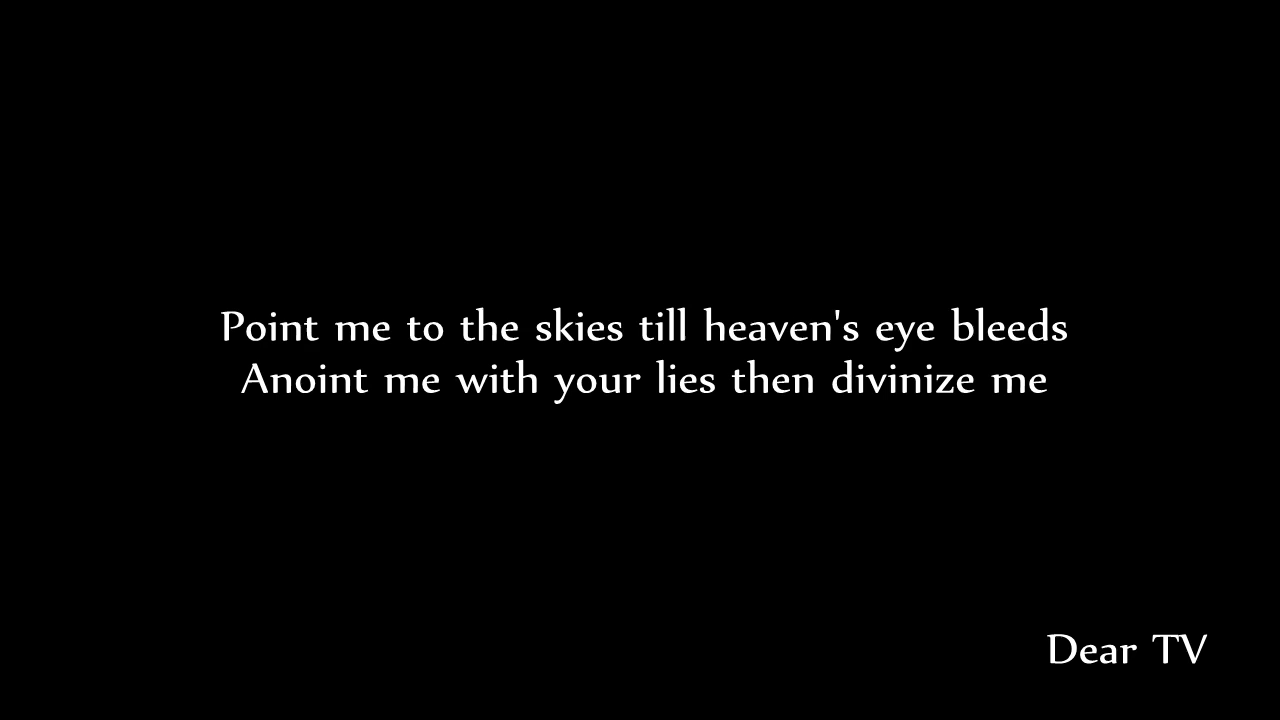 Point me to the skies till heaven's eye bleeds
Anoint me with your lies then divinize me
Dear TV